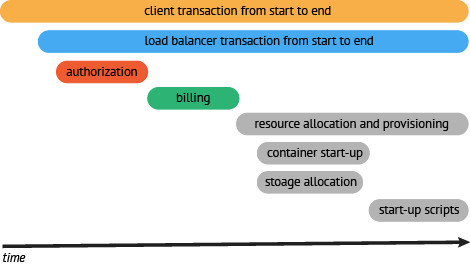 client transaction from start to end
load balancer transaction from start to end
authorization
billing
resource allocation and provisioning
container start-up
stoage allocation
start-up scripts
time